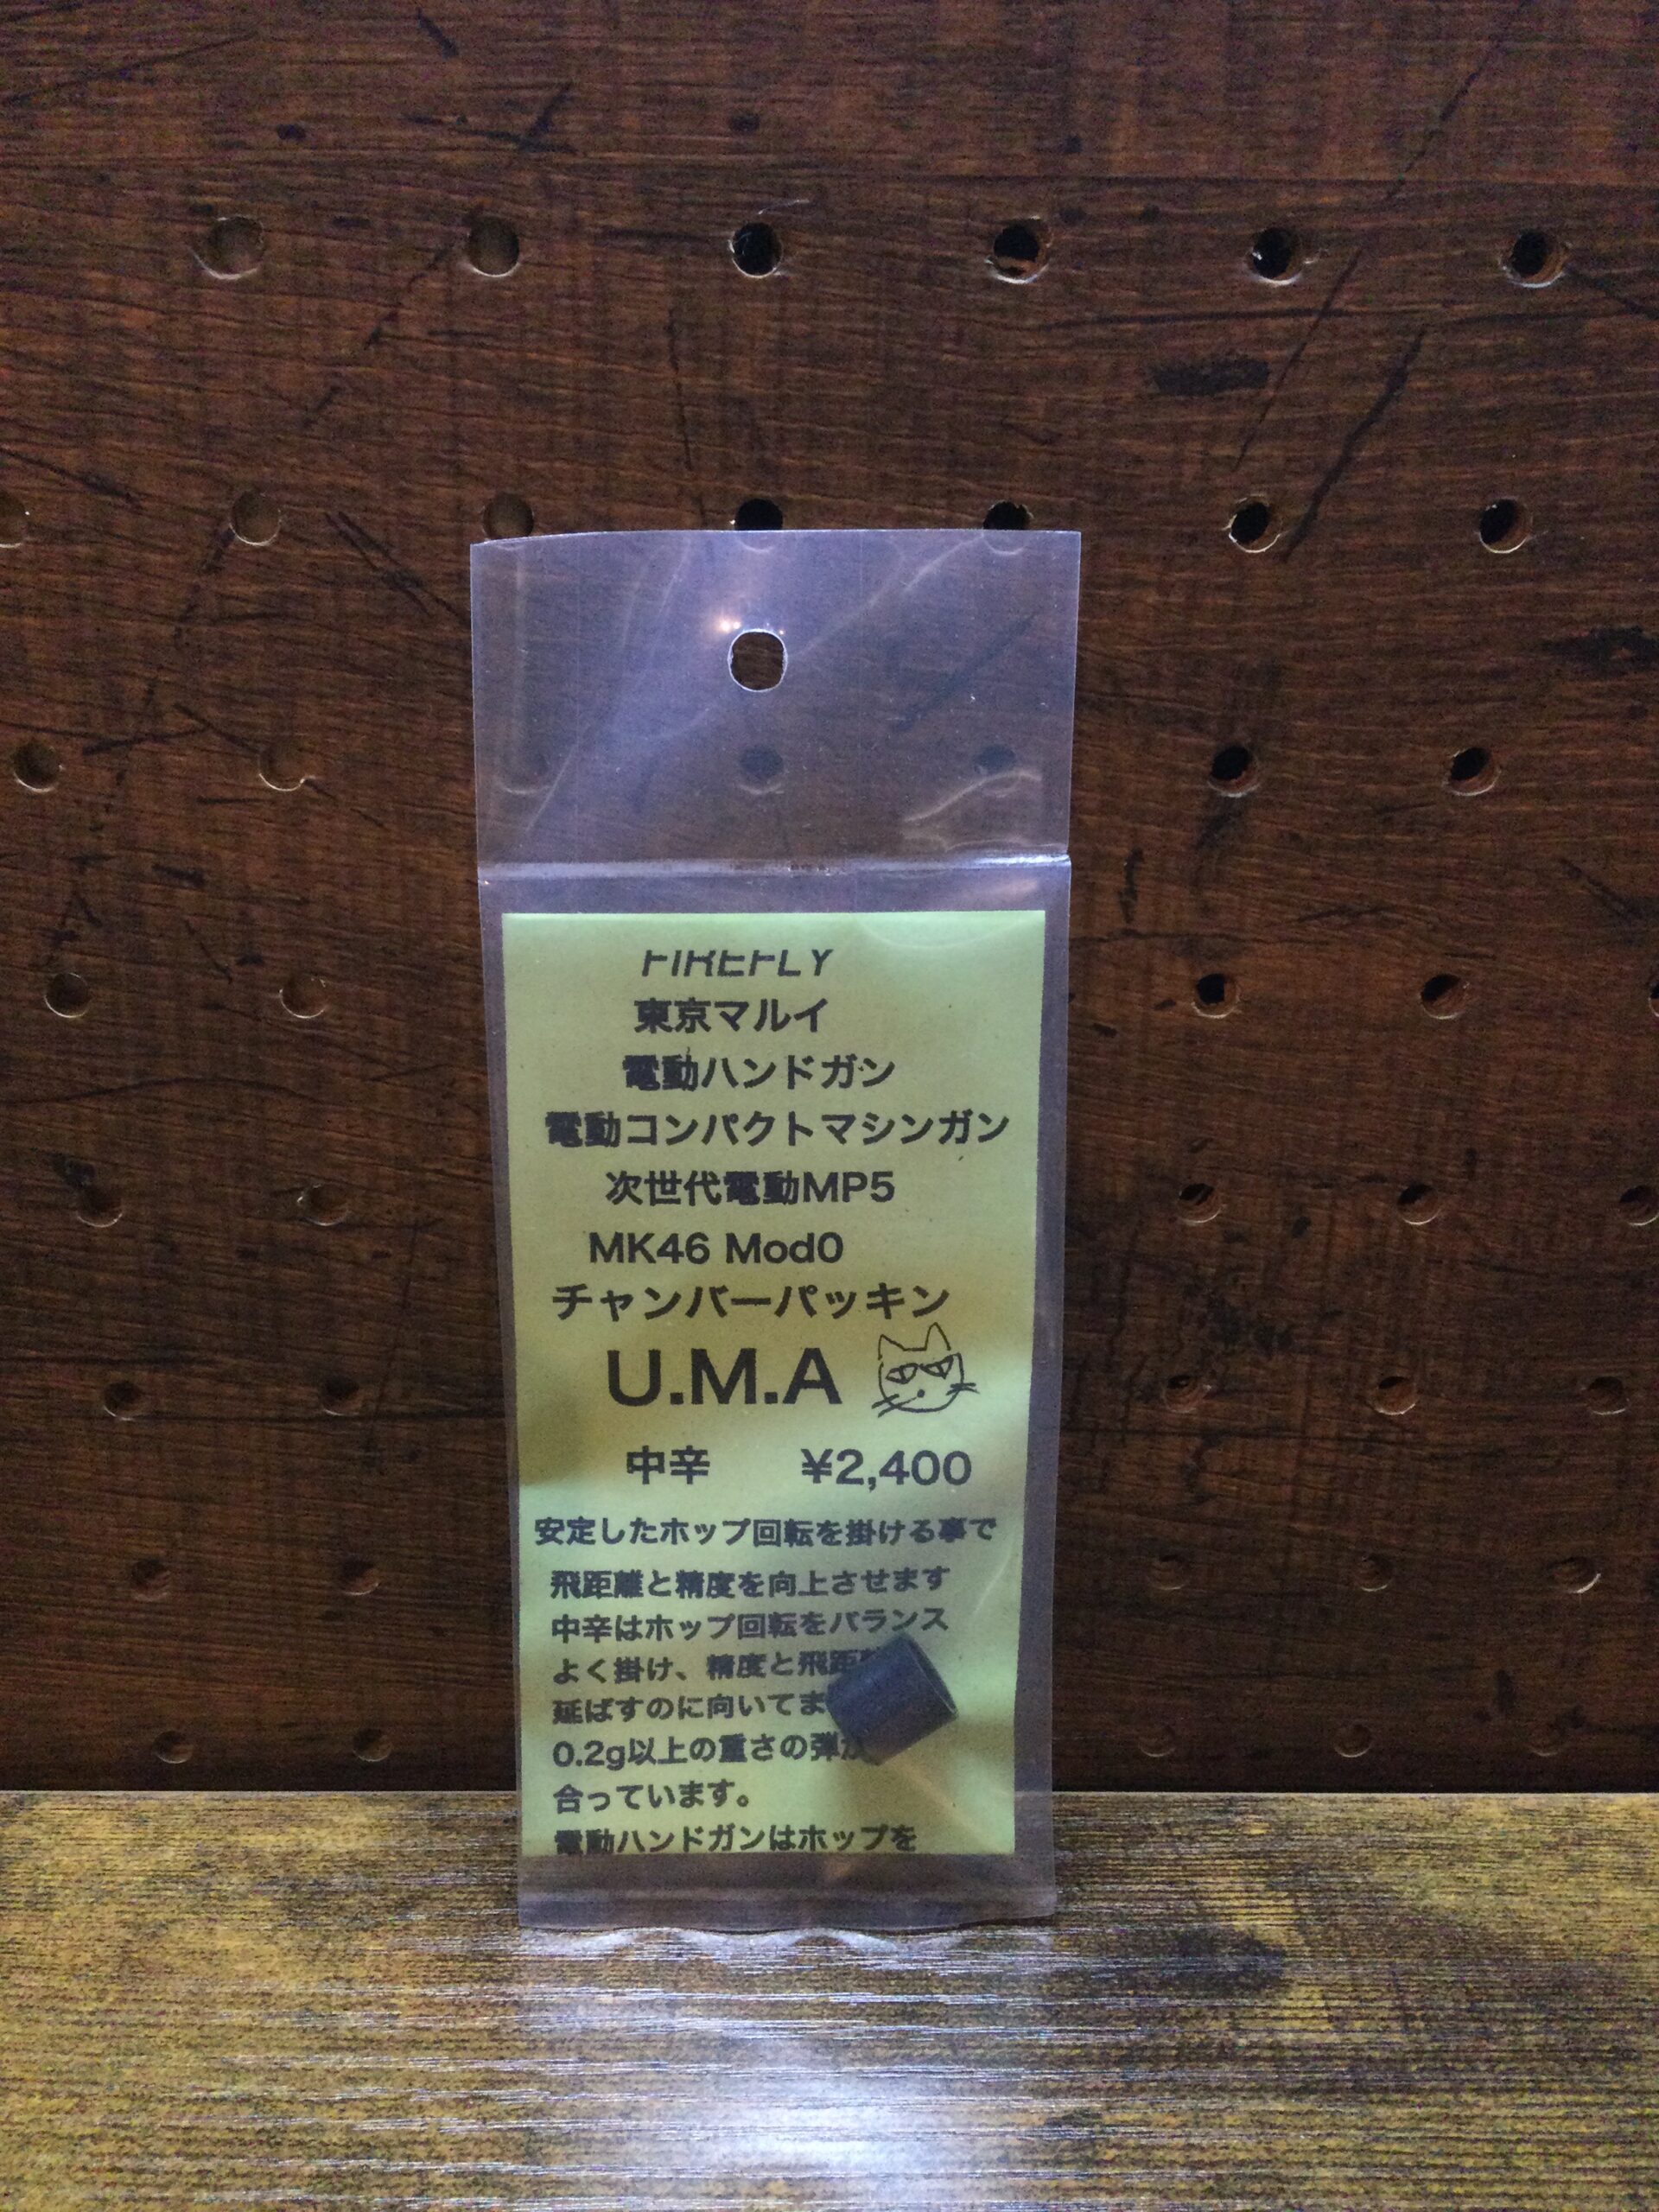 FIREFLY
東京マルイ
電動ハンドガン
電動コンパクトマシンガン
次世代電動MP5
MK46 Mod0
チャンバーパッキン
U.M.A
中辛 ¥2,400
安定したホップ回転を掛ける事で
飛距離と精度を向上させます
中辛はホップ回転をバランス
よく掛け、精度と飛距
延ばすのに向いてま
0.2g以上の重さの弾が
合っています。
電動ハンドガンはホップを